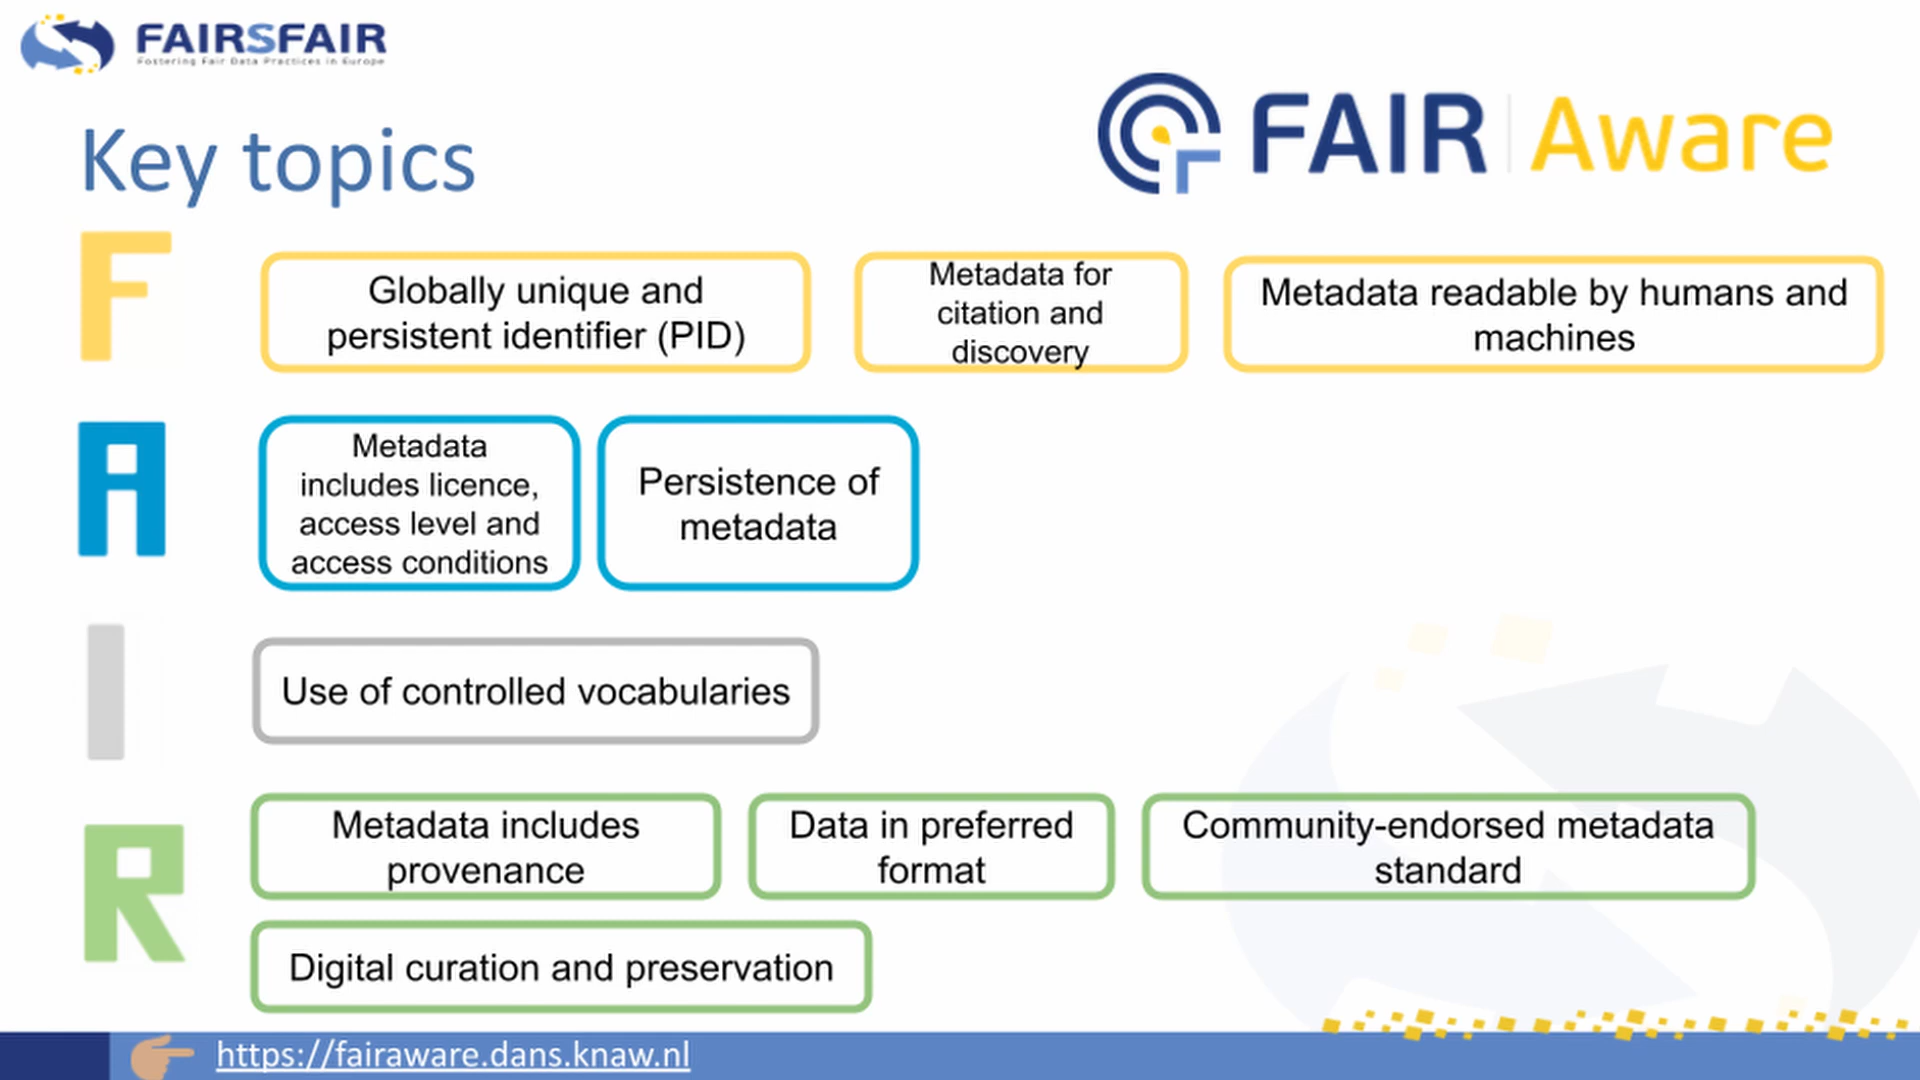 FAIRSFAIR
Fostering Fair Data Practices in Europe
FAIR Aware
Key topics
F
Globally unique and
persistent identifier (PID)
Metadata for
citation and
discovery
Metadata readable by humans and
machines
A
Metadata
includes licence,
access level and
access conditions
Persistence of
metadata
I
Use of controlled vocabularies
R
Metadata includes
provenance
Data in preferred
format
Community-endorsed metadata
standard
Digital curation and preservation
https://fairaware.dans.knaw.nl